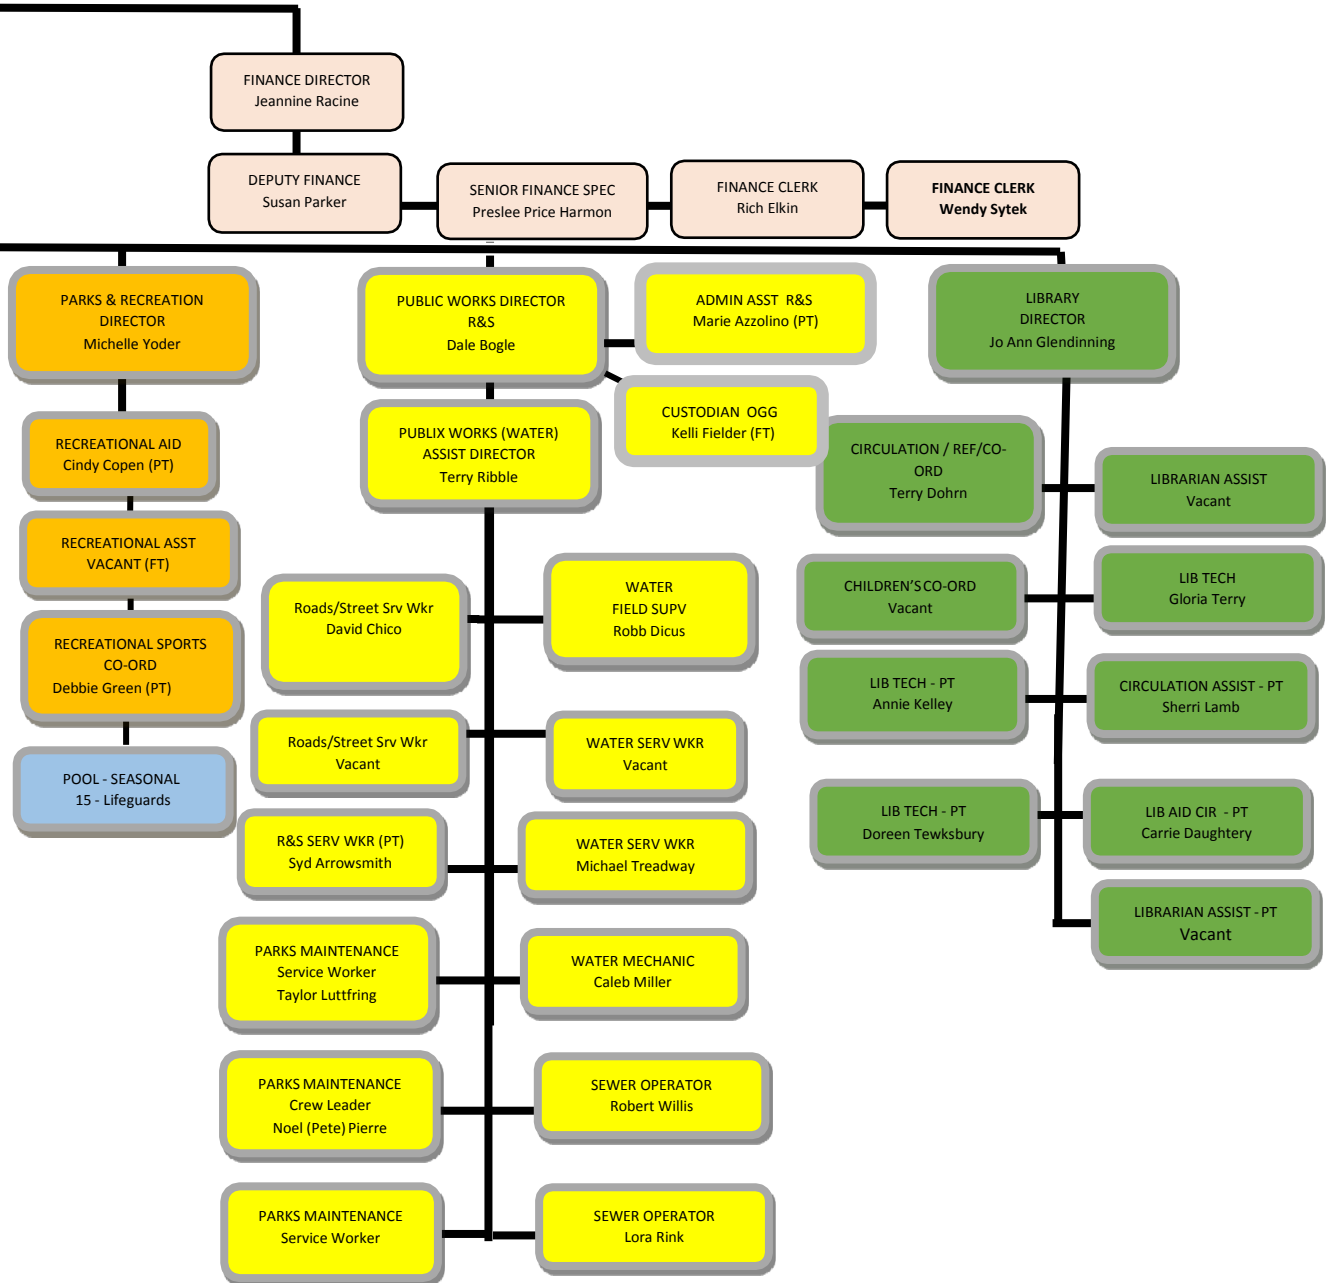 FINANCE DIRECTOR
Jeannine Racine
DEPUTY FINANCE
Susan Parker
SENIOR FINANCE SPEC
Preslee Price Harmon
FINANCE CLERK
Rich Elkin
FINANCE CLERK
Wendy Sytek
PARKS & RECREATION
DIRECTOR
Michelle Yoder
RECREATIONAL AID
Cindy Copen (PT)
RECREATIONAL ASST
VACANT (FT)
RECREATIONAL SPORTS
CO-ORD
Debbie Green (PT)
POOL - SEASONAL
15 - Lifeguards
PUBLIC WORKS DIRECTOR
R&S
Dale Bogle
ADMIN ASST R&S
Marie Azzolino (PT)
CUSTODIAN OGG
Kelli Fielder (FT)
PUBLIX WORKS (WATER)
ASSIST DIRECTOR
Terry Ribble
Roads/Street Srv Wkr
David Chico
WATER
FIELD SUPV
Robb Dicus
Roads/Street Srv Wkr
Vacant
WATER SERV WKR
Vacant
R&S SERV WKR (PT)
Syd Arrowsmith
WATER SERV WKR
Michael Treadway
PARKS MAINTENANCE
Service Worker
Taylor Luttfring
WATER MECHANIC
Caleb Miller
PARKS MAINTENANCE
Crew Leader
Noel (Pete) Pierre
SEWER OPERATOR
Robert Willis
PARKS MAINTENANCE
Service Worker
SEWER OPERATOR
Lora Rink
LIBRARY
DIRECTOR
Jo Ann Glendinning
CIRCULATION / REF/CO-
ORD
Terry Dohrn
LIBRARIAN ASSIST
Vacant
CHILDREN'S CO-ORD
Vacant
LIB TECH
Gloria Terry
LIB TECH - PT
Annie Kelley
CIRCULATION ASSIST - PT
Sherri Lamb
LIB TECH - PT
Doreen Tewksbury
LIB AID CIR - PT
Carrie Daughtery
LIBRARIAN ASSIST - PT
Vacant